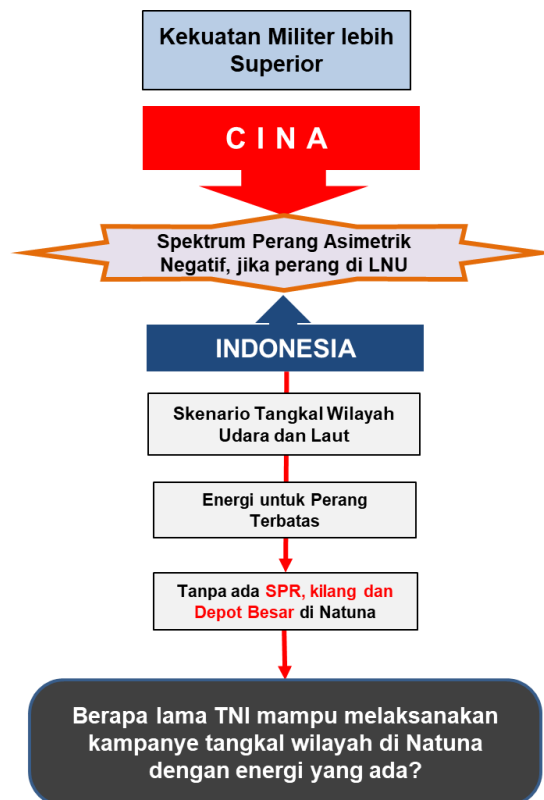 Kekuatan Militer lebih
Superior
C I N A
Spektrum Perang Asimetrik
Negatif, jika perang di LNU
INDONESIA
Skenario Tangkal Wilayah
Udara dan Laut
Energi untuk Perang
Terbatas
Tanpa ada SPR, kilang dan
Depot Besar di Natuna
Berapa lama TNI mampu melaksanakan
kampanye tangkal wilayah di Natuna
dengan energi yang ada?